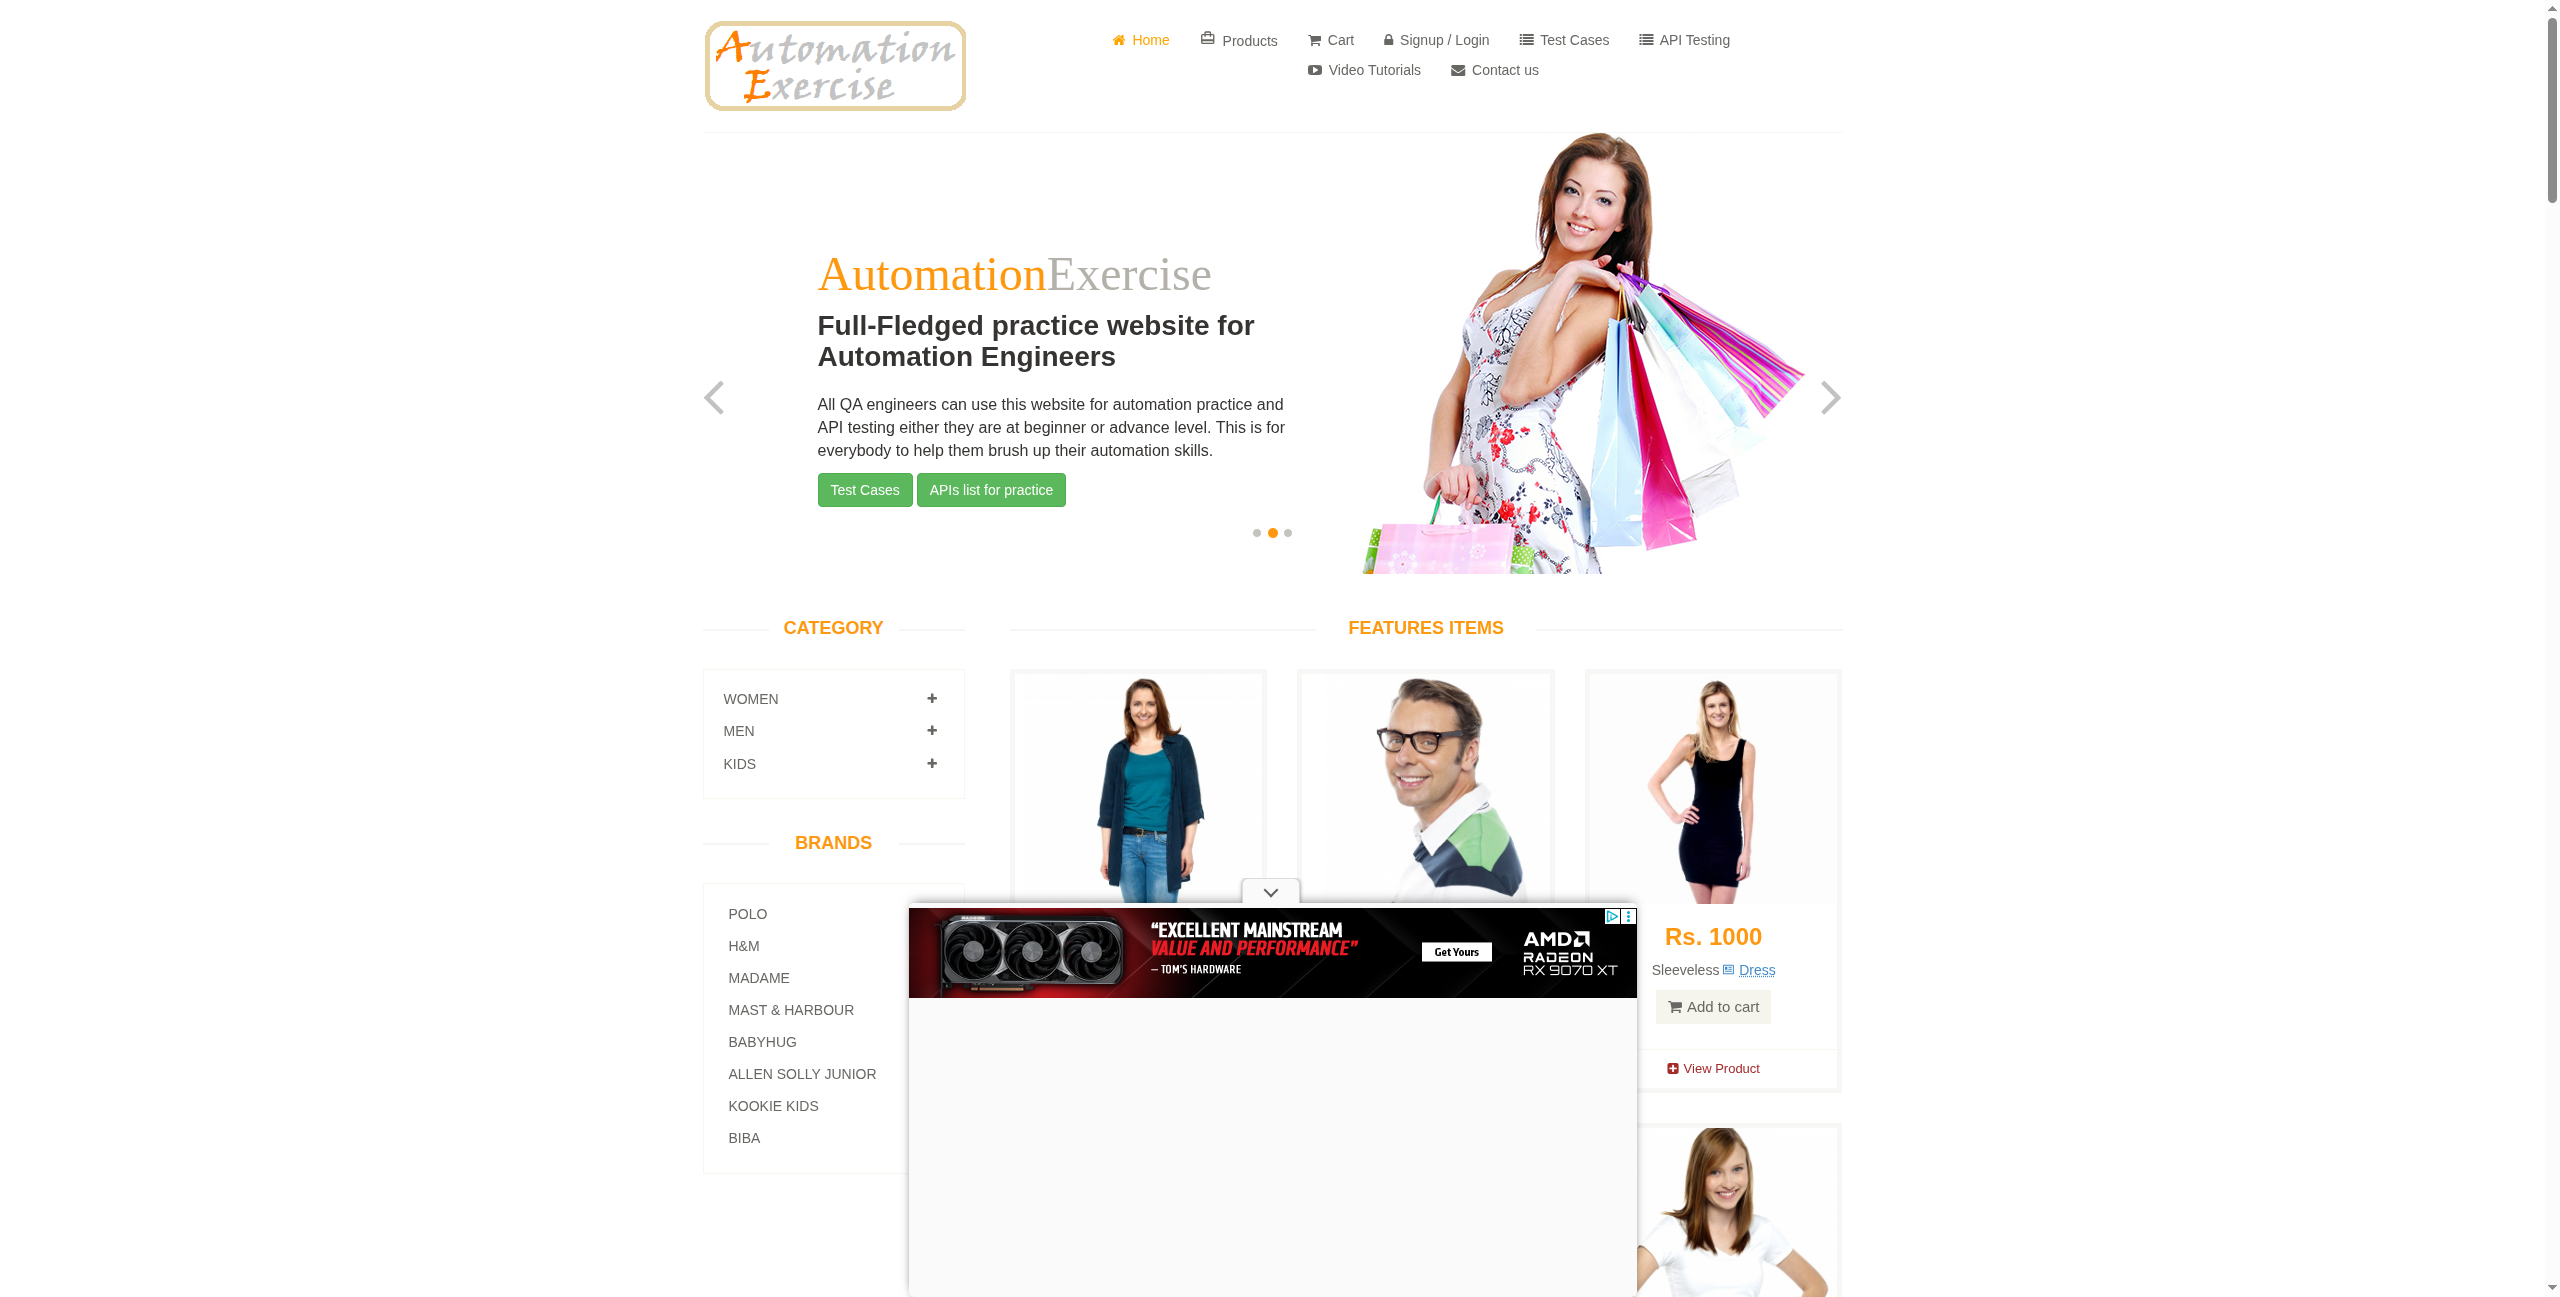 Automation
Exercise
Home
Products
Cart
Signup / Login
Test Cases
API Testing
Video Tutorials
Contact us
AutomationExercise
Full-Fledged practice website for
Automation Engineers
All QA engineers can use this website for automation practice and
API testing either they are at beginner or advance level. This is for
everybody to help them brush up their automation skills.
Test Cases
APIs list for practice
CATEGORY
WOMEN
MEN
KIDS
BRANDS
POLO
H&M
MADAME
MAST & HARBOUR
BABYHUG
ALLEN SOLLY JUNIOR
KOOKIE KIDS
BIBA
FEATURES ITEMS
Rs. 1000
Sleeveless Dress
Add to cart
View Product
RADEON
“EXCELLENT MAINSTREAM
VALUE AND PERFORMANCE”
– TOM'S HARDWARE
Get Yours
AMD
RADEON
RX 9070 XT